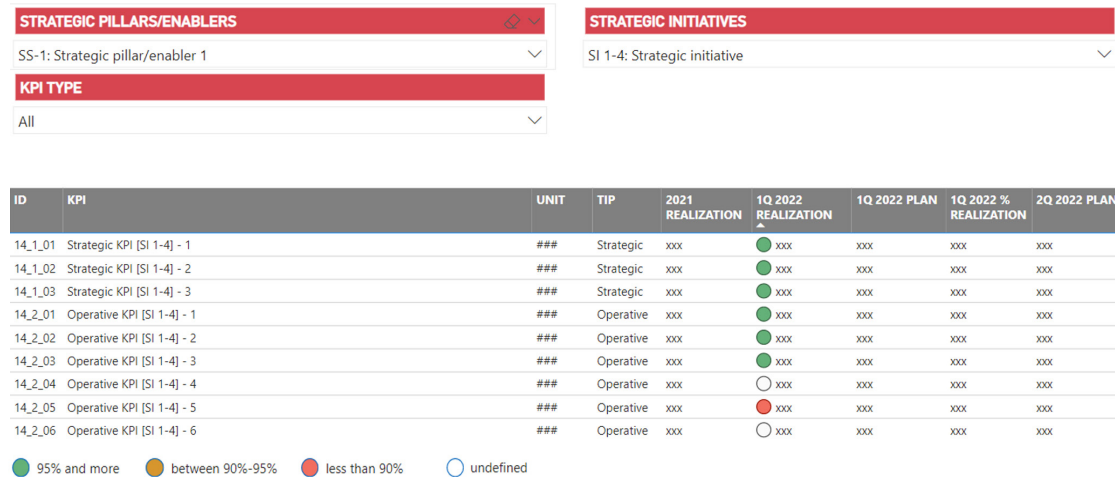 STRATEGIC PILLARS/ENABLERS
STRATEGIC INITIATIVES
SS-1: Strategic pillar/enabler 1
SI 1-4: Strategic initiative
KPI TYPE
All
ID KPI UNIT TIP 2021 REALIZATION 1Q 2022 REALIZATION 1Q 2022 PLAN 1Q 2022 % REALIZATION 2Q 2022 PLAN
14_1_01 Strategic KPI [SI 1-4] - 1 ### Strategic xxx xxx xxx xxx xxx
14_1_02 Strategic KPI [SI 1-4] - 2 ### Strategic xxx xxx xxx xxx xxx
14_1_03 Strategic KPI [SI 1-4] - 3 ### Strategic xxx xxx xxx xxx xxx
14_2_01 Operative KPI [SI 1-4] - 1 ### Operative xxx xxx xxx xxx xxx
14_2_02 Operative KPI [SI 1-4] - 2 ### Operative xxx xxx xxx xxx xxx
14_2_03 Operative KPI [SI 1-4] - 3 ### Operative xxx xxx xxx xxx xxx
14_2_04 Operative KPI [SI 1-4] - 4 ### Operative xxx xxx xxx xxx xxx
14_2_05 Operative KPI [SI 1-4] - 5 ### Operative xxx xxx xxx xxx xxx
14_2_06 Operative KPI [SI 1-4] - 6 ### Operative xxx xxx xxx xxx xxx
95% and more between 90%-95% less than 90% undefined